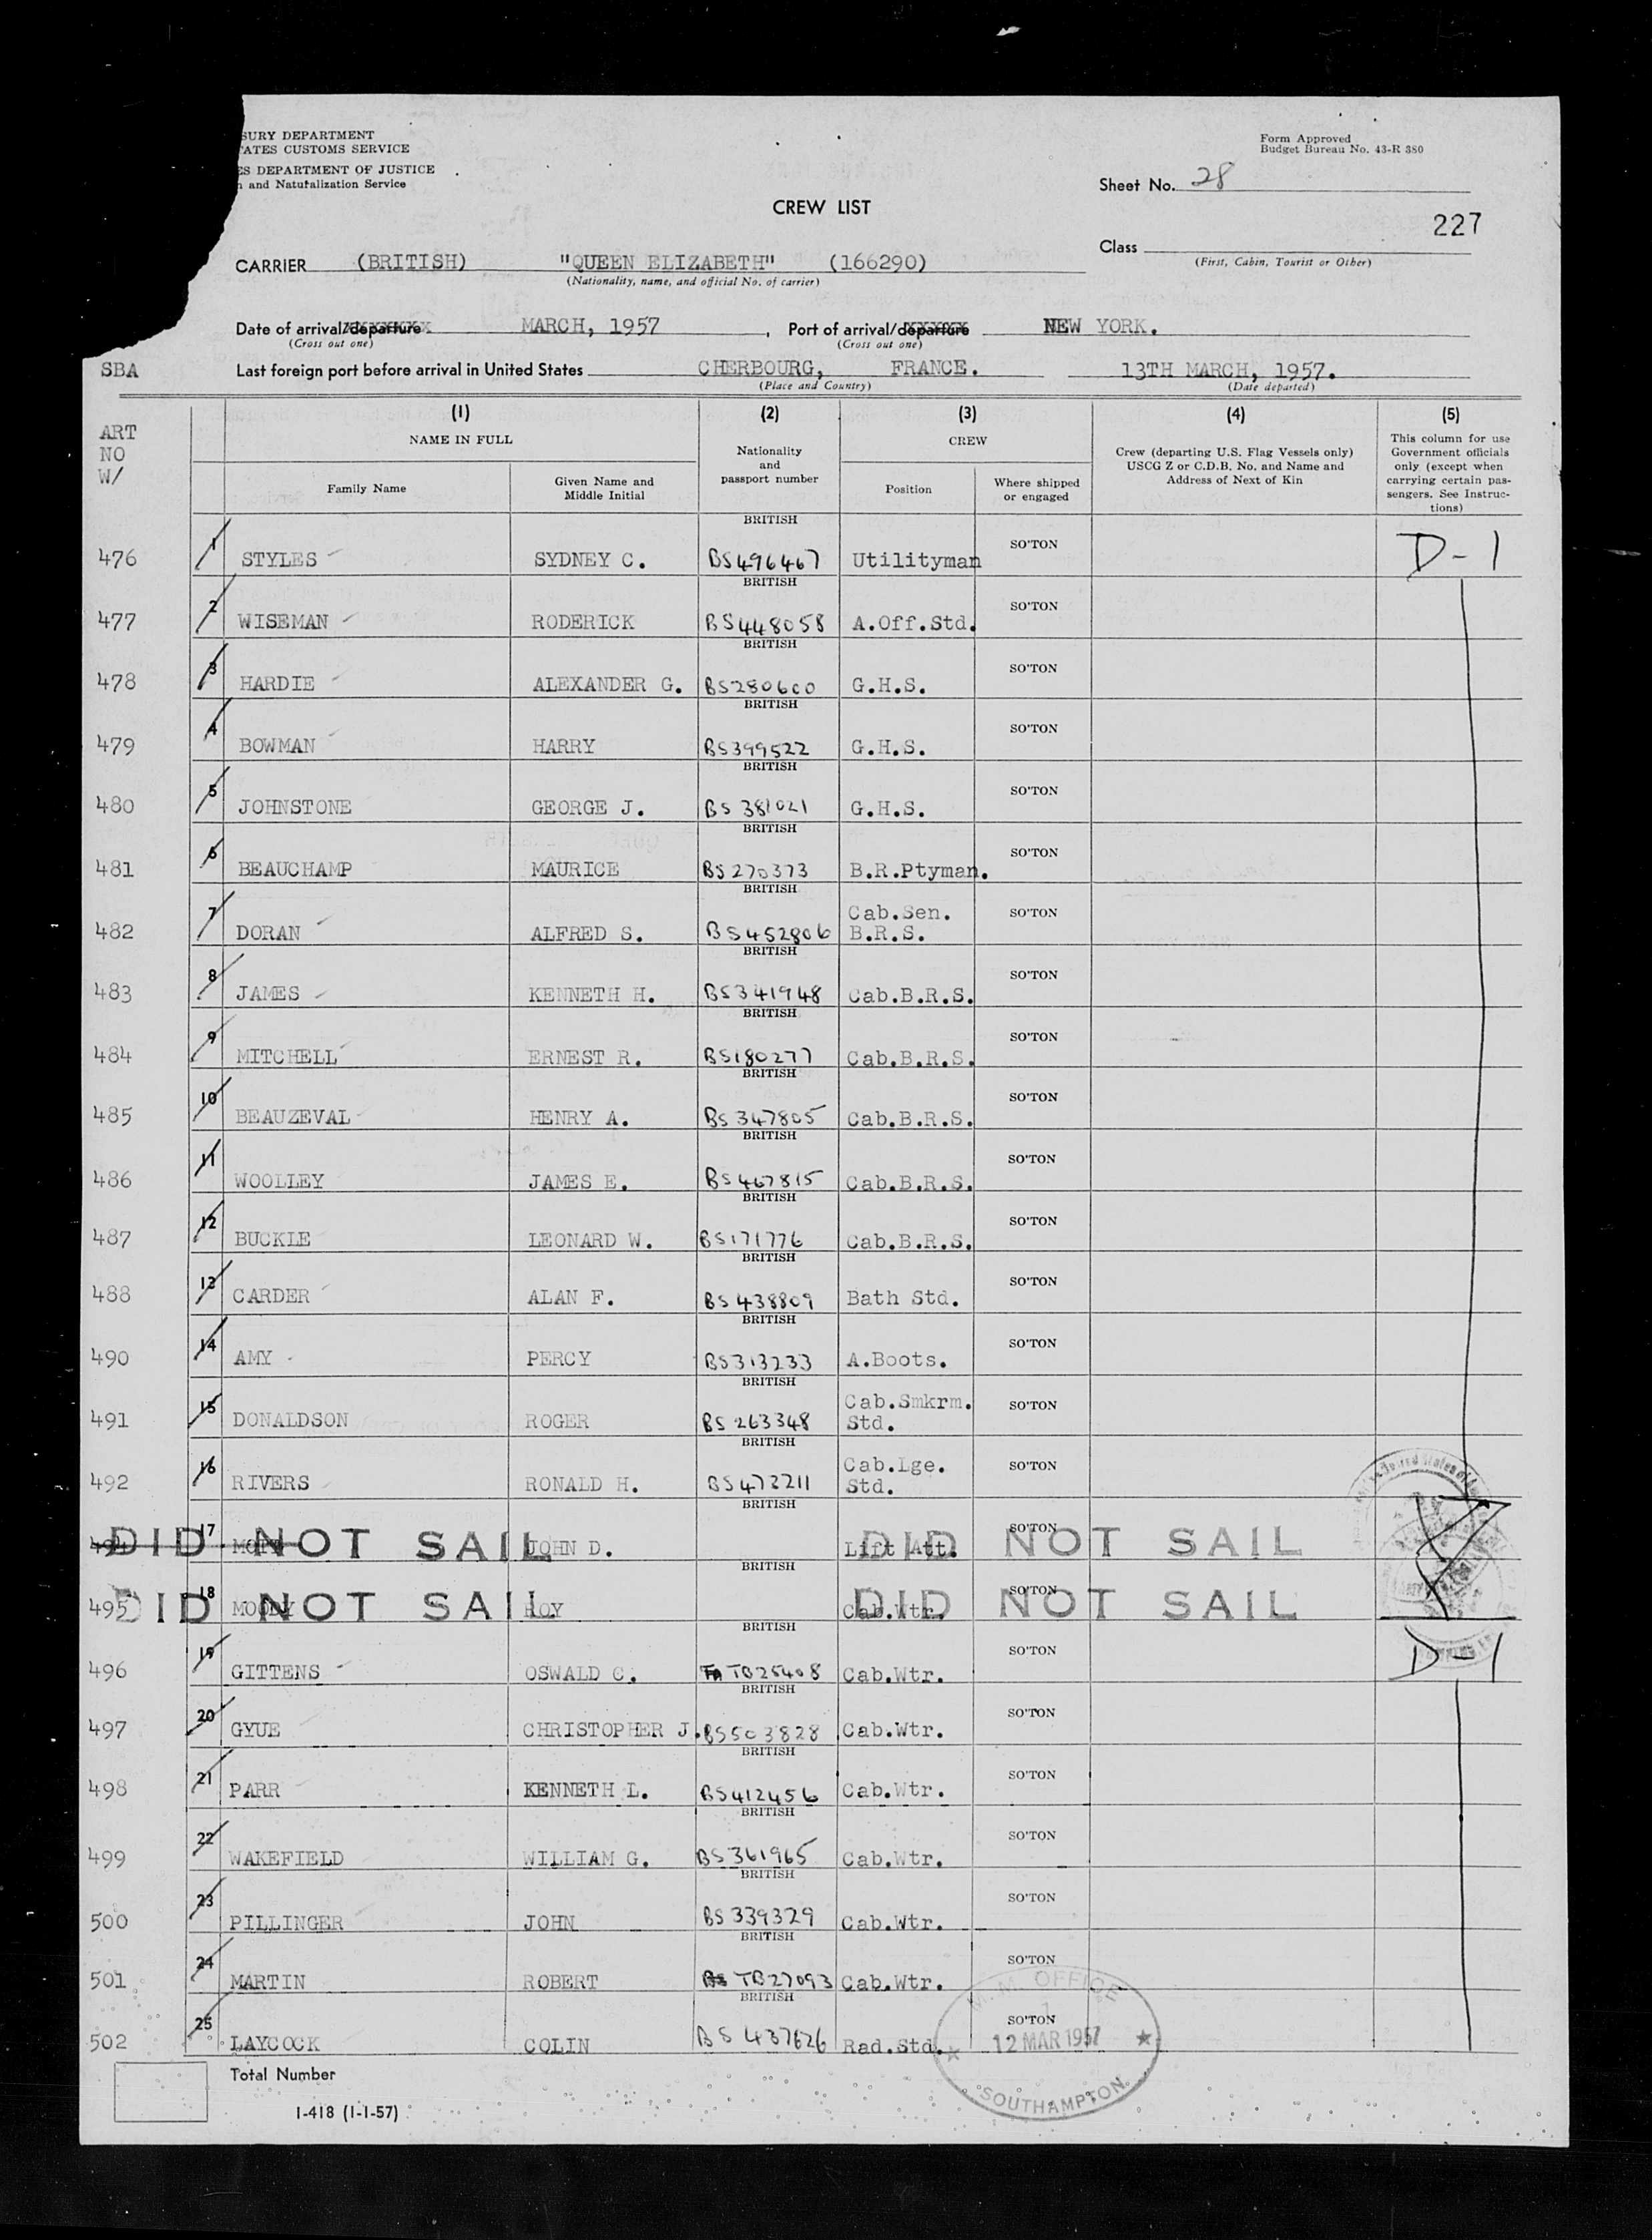 SURY DEPARTMENT
ATES CUSTOMS SERVICE
ES DEPARTMENT OF JUSTICE
n and Naturalization Service
Form Approved
Budget Bureau No. 43-R 380
Sheet No. 28
CREW LIST
227
Class
(First, Cabin, Tourist or Other)
CARRIER (BRITISH) "QUEEN ELIZABETH" (166290)
(Nationality, name, and official No. of carrier)
Date of arrival/departure MARCH, 1957, Port of arrival/departure NEW YORK.
(Cross out one) (Cross out one)
SBA Last foreign port before arrival in United States CHERBOURG, FRANCE. 13TH MARCH, 1957.
(Place and Country) (Date departed)
ART
NO
W/
(1) (2) (3) (4) (5)
NAME IN FULL
Family Name
Given Name and
Middle Initial
Nationality
and
passport number
CREW
Position
Where shipped
or engaged
Crew (departing U.S. Flag Vessels only)
USCG Z or C.D.B. No. and Name and
Address of Next of Kin
This column for use
Government officials
only (except when
carrying certain pas-
sengers. See Instruc-
tions)
BRITISH
476 1 STYLES SYDNEY C. BS496467 Utilityman SO'TON D-1
BRITISH
477 2 WISEMAN RODERICK BS448058 A.Off.Std. SO'TON
BRITISH
478 3 HARDIE ALEXANDER G. BS280600 G.H.S. SO'TON
BRITISH
479 4 BOWMAN HARRY BS399522 G.H.S. SO'TON
BRITISH
480 5 JOHNSTONE GEORGE J. BS 381021 G.H.S. SO'TON
BRITISH
481 6 BEAUCHAMP MAURICE BS270373 B.R.Ptyman. SO'TON
BRITISH
482 7 DORAN ALFRED S. BS452806 Cab.Sen. B.R.S. SO'TON
BRITISH
483 8 JAMES KENNETH H. BS341948 Cab.B.R.S. SO'TON
BRITISH
484 9 MITCHELL ERNEST R. BS180277 Cab.B.R.S. SO'TON
BRITISH
485 10 BEAUZEVAL HENRY A. BS347805 Cab.B.R.S. SO'TON
BRITISH
486 11 WOOLLEY JAMES E. BS467815 Cab.B.R.S. SO'TON
BRITISH
487 12 BUCKLE LEONARD W. BS171776 Cab.B.R.S. SO'TON
BRITISH
488 13 CARDER ALAN F. BS438809 Bath Std. SO'TON
BRITISH
490 14 AMY PERCY BS313233 A.Boots. SO'TON
BRITISH
491 15 DONALDSON ROGER BS263348 Cab.Smkrm. Std. SO'TON
BRITISH
492 16 RIVERS RONALD H. BS473211 Cab.Lge. Std. SO'TON
BRITISH
17 JOHN D. Lift Att. SO'TON
DID NOT SAIL DID NOT SAIL
BRITISH
495 18 MOODY ROY Cab.Wtr. SO'TON
DID NOT SAIL DID NOT SAIL
BRITISH
496 19 GITTENS OSWALD C. TB25408 Cab.Wtr. SO'TON D-1
BRITISH
497 20 GYUE CHRISTOPHER J. BS503828 Cab.Wtr. SO'TON
BRITISH
498 21 PARR KENNETH L. BS412456 Cab.Wtr. SO'TON
BRITISH
499 22 WAKEFIELD WILLIAM G. BS361965 Cab.Wtr. SO'TON
BRITISH
500 23 PILLINGER JOHN BS339329 Cab.Wtr. SO'TON
BRITISH
501 24 MARTIN ROBERT TB27093 Cab.Wtr. SO'TON
BRITISH
502 25 LAYCOCK COLIN BS 437626 Rad.Std. SO'TON
M. M. OFFICE
12 MAR 1957
SOUTHAMPTON
Total Number
I-418 (1-1-57)